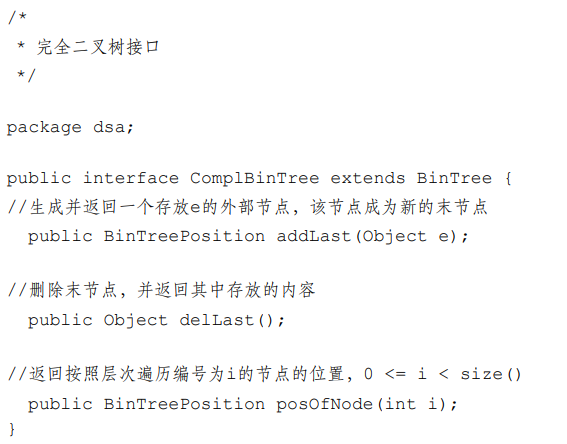 /*
 * 完全二叉树接口
 */
package dsa;
public interface ComplBinTree extends BinTree {
//生成并返回一个存放e的外部节点，该节点成为新的末节点
  public BinTreePosition addLast(Object e);
//删除末节点，并返回其中存放的内容
  public Object delLast();
//返回按照层次遍历编号为i的节点的位置，0 <= i < size()
  public BinTreePosition posOfNode(int i);
}